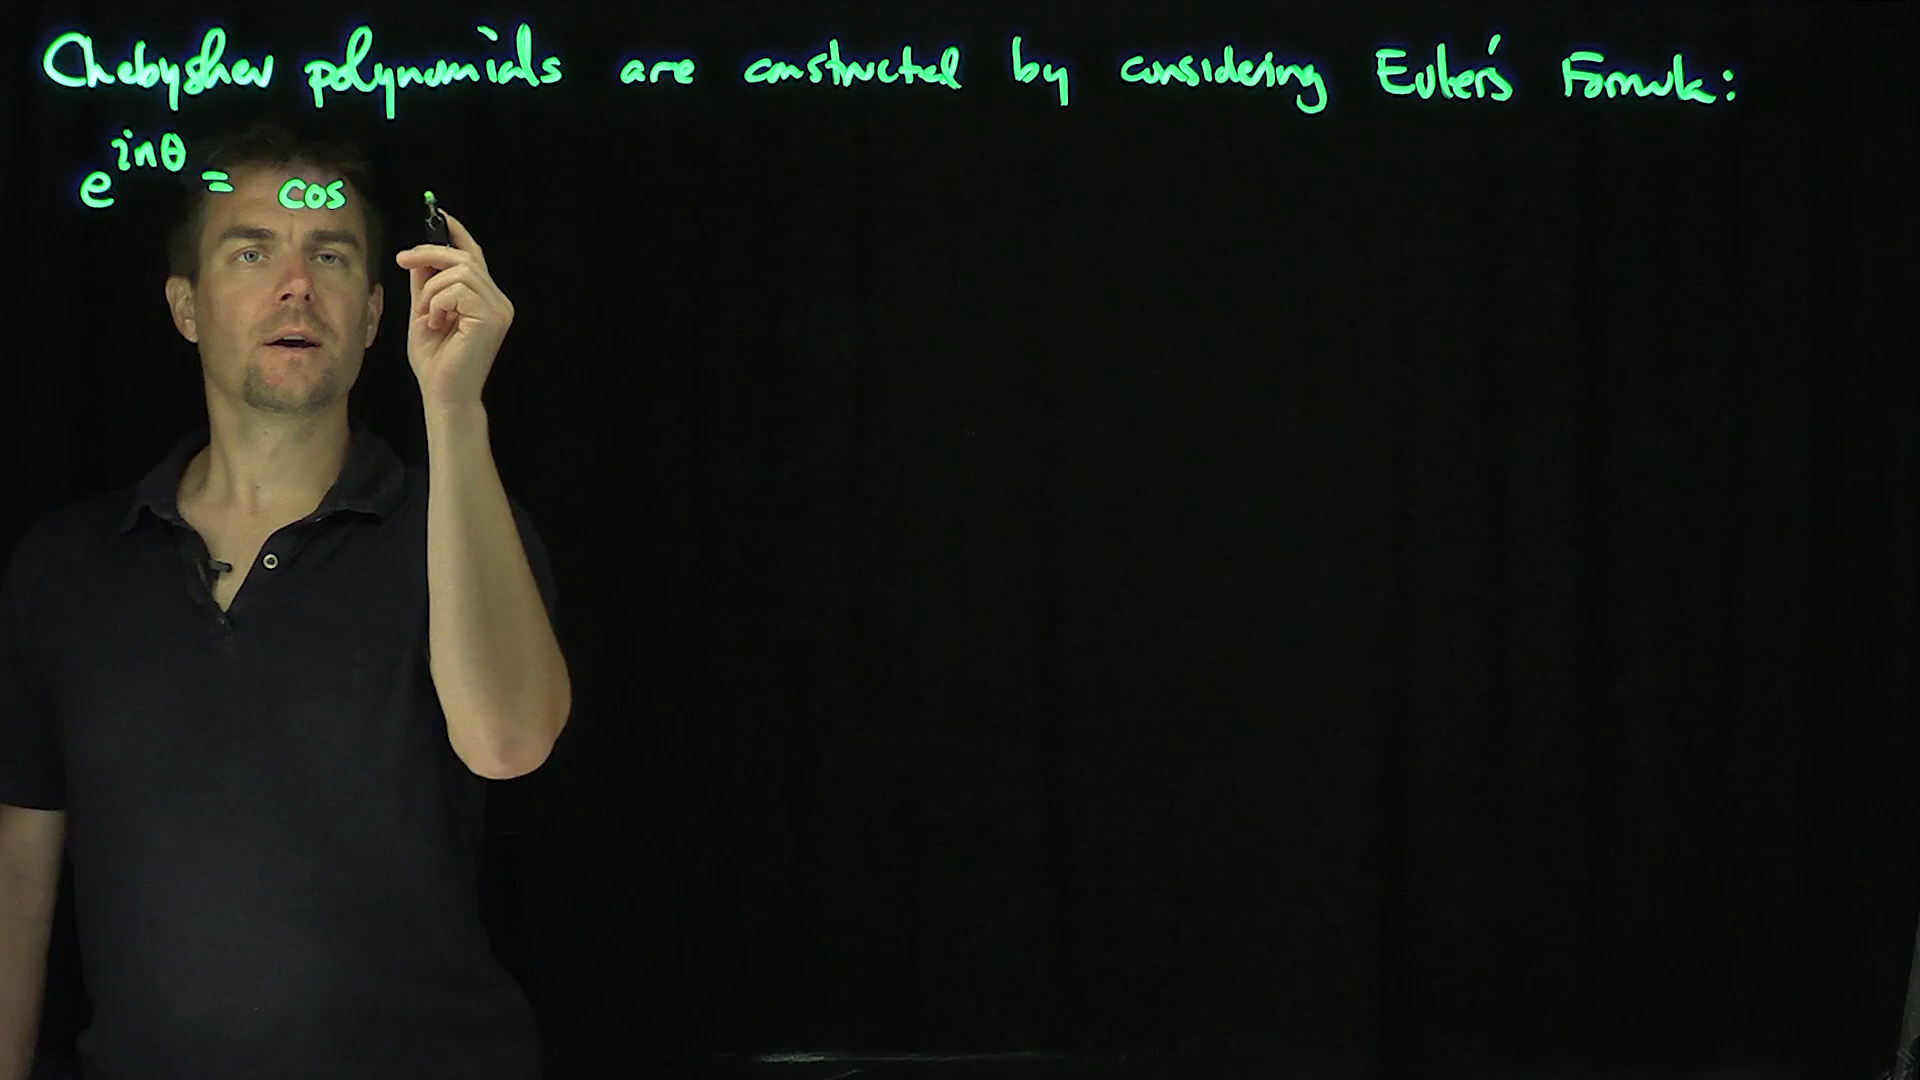 Chebyshev polynomials are constructed by considering Euler's Formula:
e^{inθ} = cos